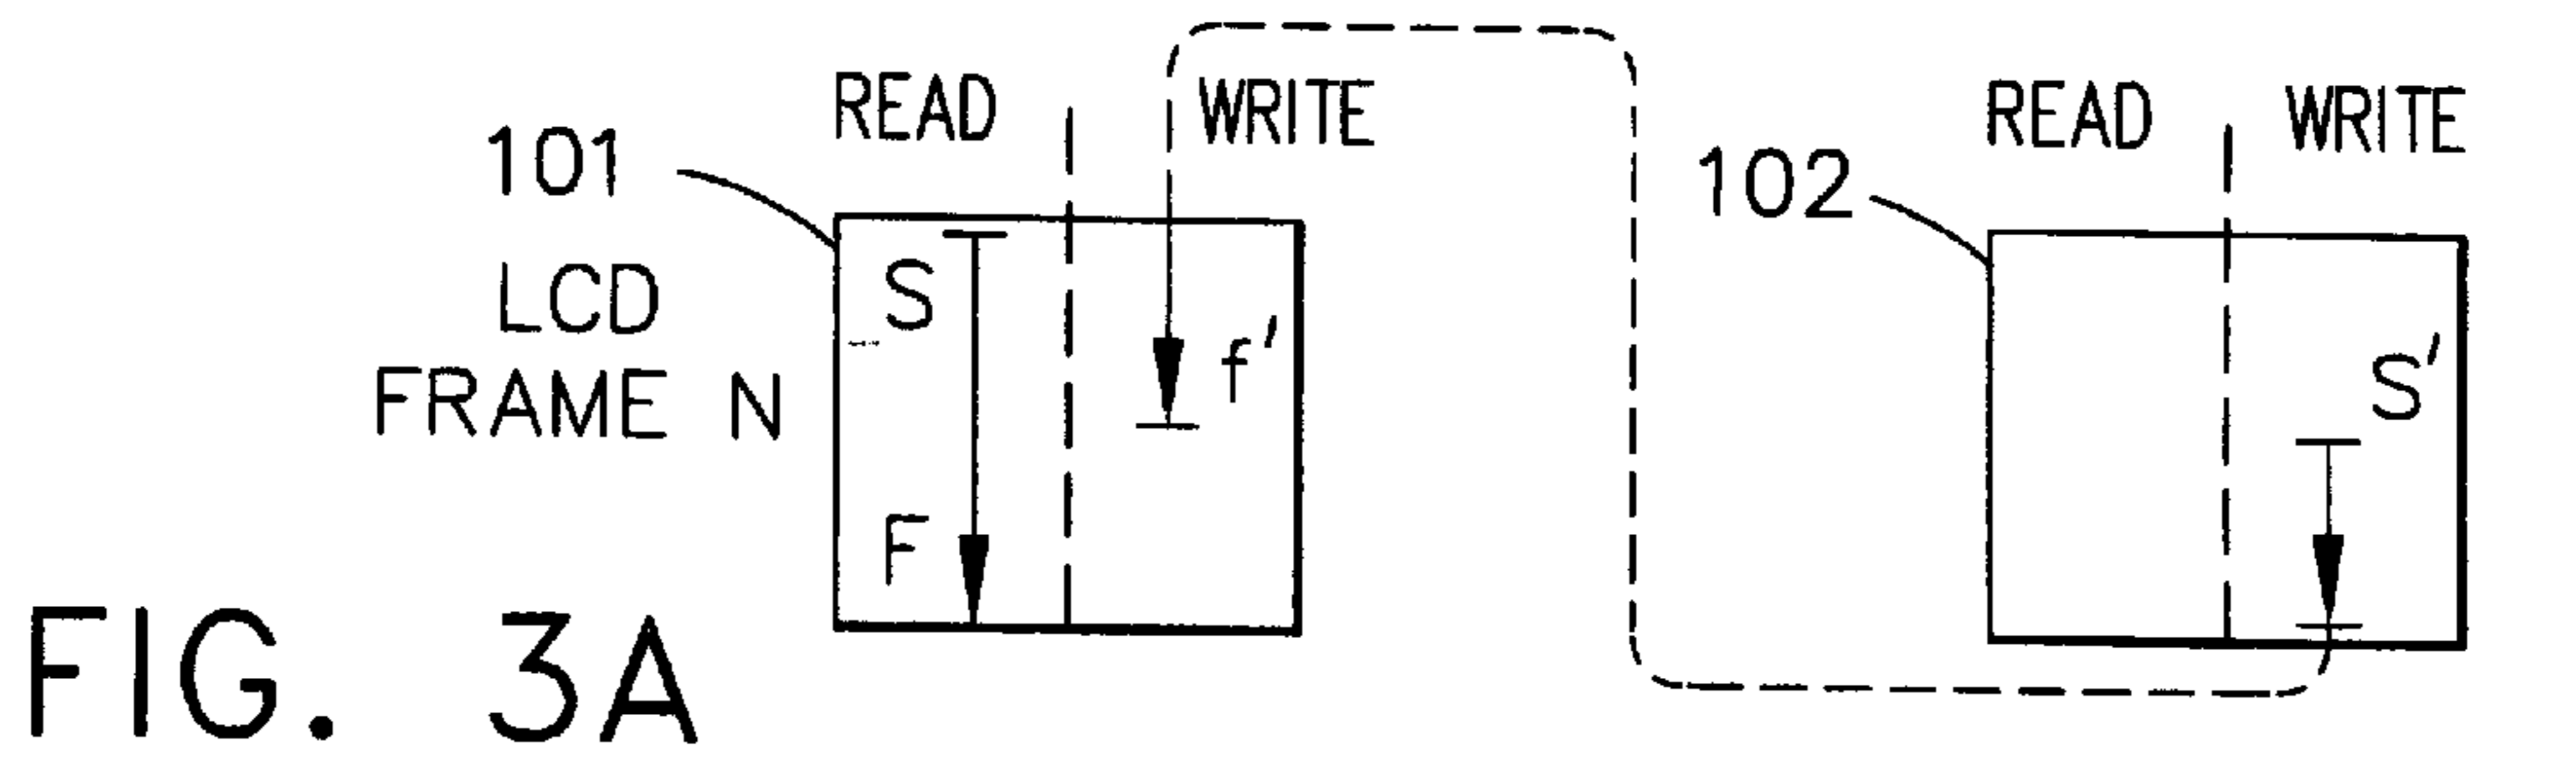 READ WRITE
READ WRITE
101
102
LCD
FRAME N
S
f'
S'
F
FIG. 3A